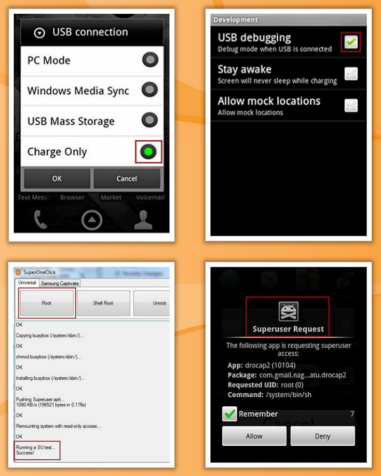 USB connection
PC Mode
Windows Media Sync
USB Mass Storage
Charge Only
OK Cancel
Text Mess Browser Market Voicemail
Development
USB debugging
Debug mode when USB is connected
Stay awake
Screen will never sleep while charging
Allow mock locations
Allow mock locations
SuperOneClick
Universal Samsung Captivate
Root Shell Root Unroot
OK
Copying busybox (/system/xbin/)...
OK
chmod busybox (/system/xbin/)...
OK
Installing busybox (/system/xbin/)...
OK
Pushing Superuser.apk...
1090 KB/s (196521 bytes in 0.176s)
OK
Remounting system with read-only access...
OK
Running a SU test...
Success!
Superuser Request
The following app is requesting superuser
access:
App: drocap2 (10104)
Package: com.gmail.nag...atu.drocap2
Requested UID: root (0)
Command: /system/bin/sh
Remember 7
Allow Deny